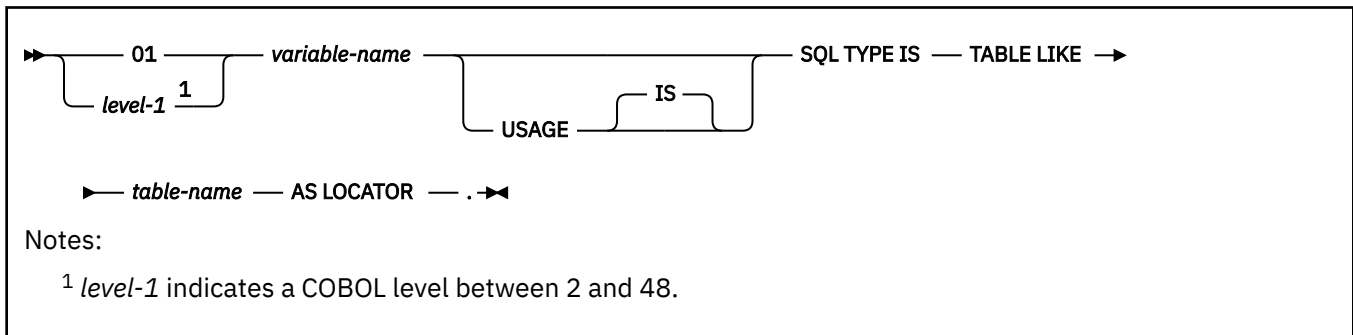 01 variable-name SQL TYPE IS TABLE LIKE
level-1 1 IS
USAGE
table-name AS LOCATOR .
Notes:
1 level-1 indicates a COBOL level between 2 and 48.